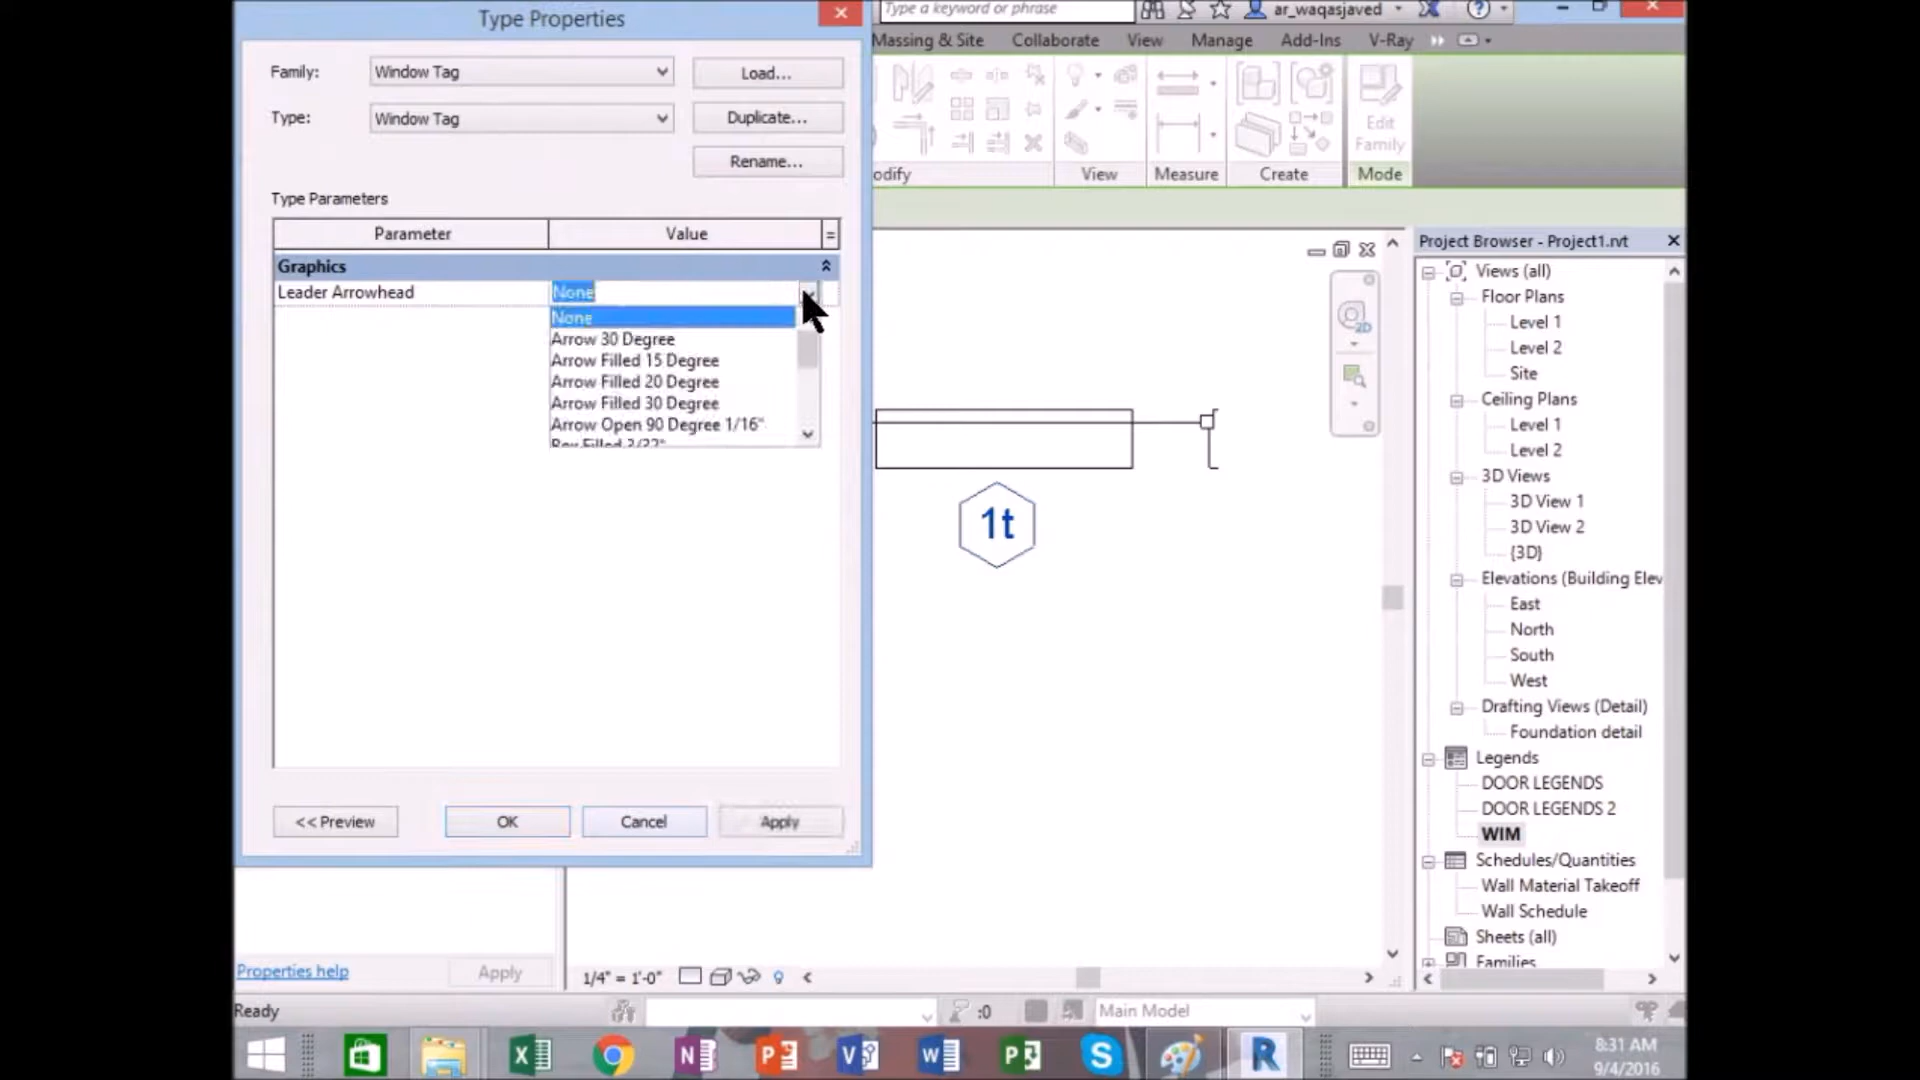 Type Properties
Family:
Window Tag
Load...
Type:
Window Tag
Duplicate...
Rename...
Type Parameters
Parameter
Value
=
Graphics
Leader Arrowhead
None
None
Arrow 30 Degree
Arrow Filled 15 Degree
Arrow Filled 20 Degree
Arrow Filled 30 Degree
Arrow Open 90 Degree 1/16"
Box Filled 3/32"
<< Preview
OK
Cancel
Apply
Type a keyword or phrase
ar_waqasjaved
Massing & Site
Collaborate
View
Manage
Add-Ins
V-Ray
Edit
Family
odify
View
Measure
Create
Mode
2D
1t
Project Browser - Project1.rvt
Views (all)
Floor Plans
Level 1
Level 2
Site
Ceiling Plans
Level 1
Level 2
3D Views
3D View 1
3D View 2
{3D}
Elevations (Building Elev
East
North
South
West
Drafting Views (Detail)
Foundation detail
Legends
DOOR LEGENDS
DOOR LEGENDS 2
WIM
Schedules/Quantities
Wall Material Takeoff
Wall Schedule
Sheets (all)
Families
Properties help
Apply
1/4" = 1'-0"
Ready
:0
Main Model
8:31 AM
9/4/2016